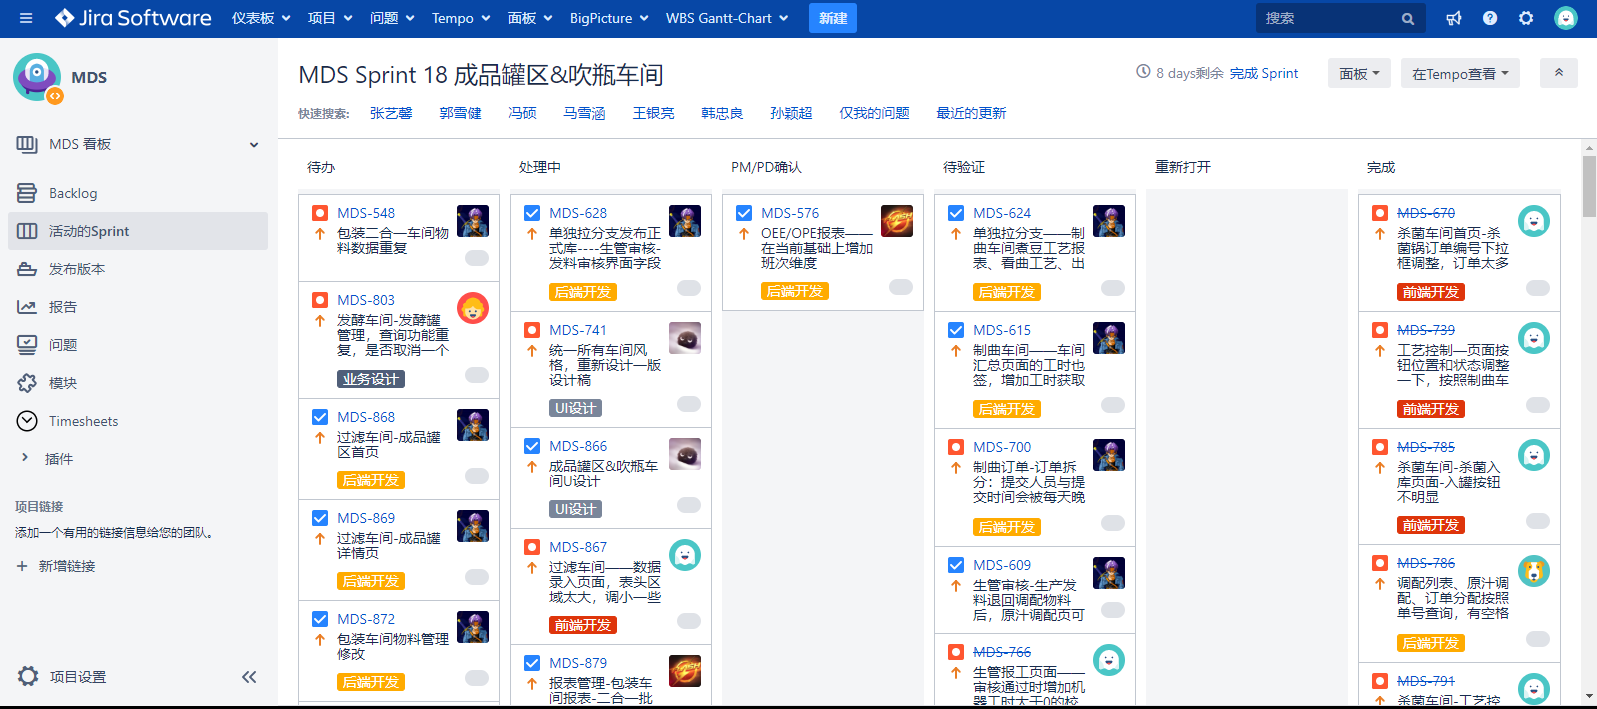 Jira Software 仪表板 项目 问题 Tempo 面板 BigPicture WBS Gantt-Chart 新建 搜索
MDS
MDS 看板
Backlog
活动的Sprint
发布版本
报告
问题
模块
Timesheets
插件
项目链接
添加一个有用的链接信息给您的团队。
新增链接
项目设置
MDS Sprint 18 成品罐区&吹瓶车间
8 days剩余 完成 Sprint 面板 在Tempo查看
快速搜索: 张艺馨 郭雪健 冯硕 马雪涵 王银亮 韩忠良 孙颖超 仅我的问题 最近的更新
待办
MDS-548
包装二合一车间物
料数据重复
MDS-803
发酵车间-发酵罐
管理，查询功能重
复，是否取消一个
业务设计
MDS-868
过滤车间-成品罐
区首页
后端开发
MDS-869
过滤车间-成品罐
详情页
后端开发
MDS-872
包装车间物料管理
修改
后端开发
处理中
MDS-628
单独拉分支发布正
式库----生管审核-
发料审核界面字段
后端开发
MDS-741
统一所有车间风
格，重新设计一版
设计稿
UI设计
MDS-866
成品罐区&吹瓶车
间U设计
UI设计
MDS-867
过滤车间——数据
录入页面，表头区
域太大，调小一些
前端开发
MDS-879
报表管理-包装车
间报表-二合一批
PM/PD确认
MDS-576
OEE/OPE报表——
在当前基础上增加
班次维度
后端开发
待验证
MDS-624
单独拉分支——制
曲车间煮豆工艺报
表、看曲工艺、出
后端开发
MDS-615
制曲车间——车间
汇总页面的工时也
签，增加工时获取
后端开发
MDS-700
制曲订单-订单拆
分：提交人员与提
交时间会被每天晚
后端开发
MDS-609
生管审核-生产发
料退回调配物料
后，原汁调配页可
MDS-766
生管报工页面——
审核通过时增加机
器工时大于0的校
重新打开
完成
MDS-670
杀菌车间首页-杀
菌锅订单编号下拉
框调整，订单太多
前端开发
MDS-739
工艺控制—页面按
钮位置和状态调整
一下，按照制曲车
前端开发
MDS-785
杀菌车间-杀菌入
库页面-入罐按钮
不明显
前端开发
MDS-786
调配列表、原汁调
配、订单分配按照
单号查询，有空格
后端开发
MDS-791
杀菌车间-工艺控